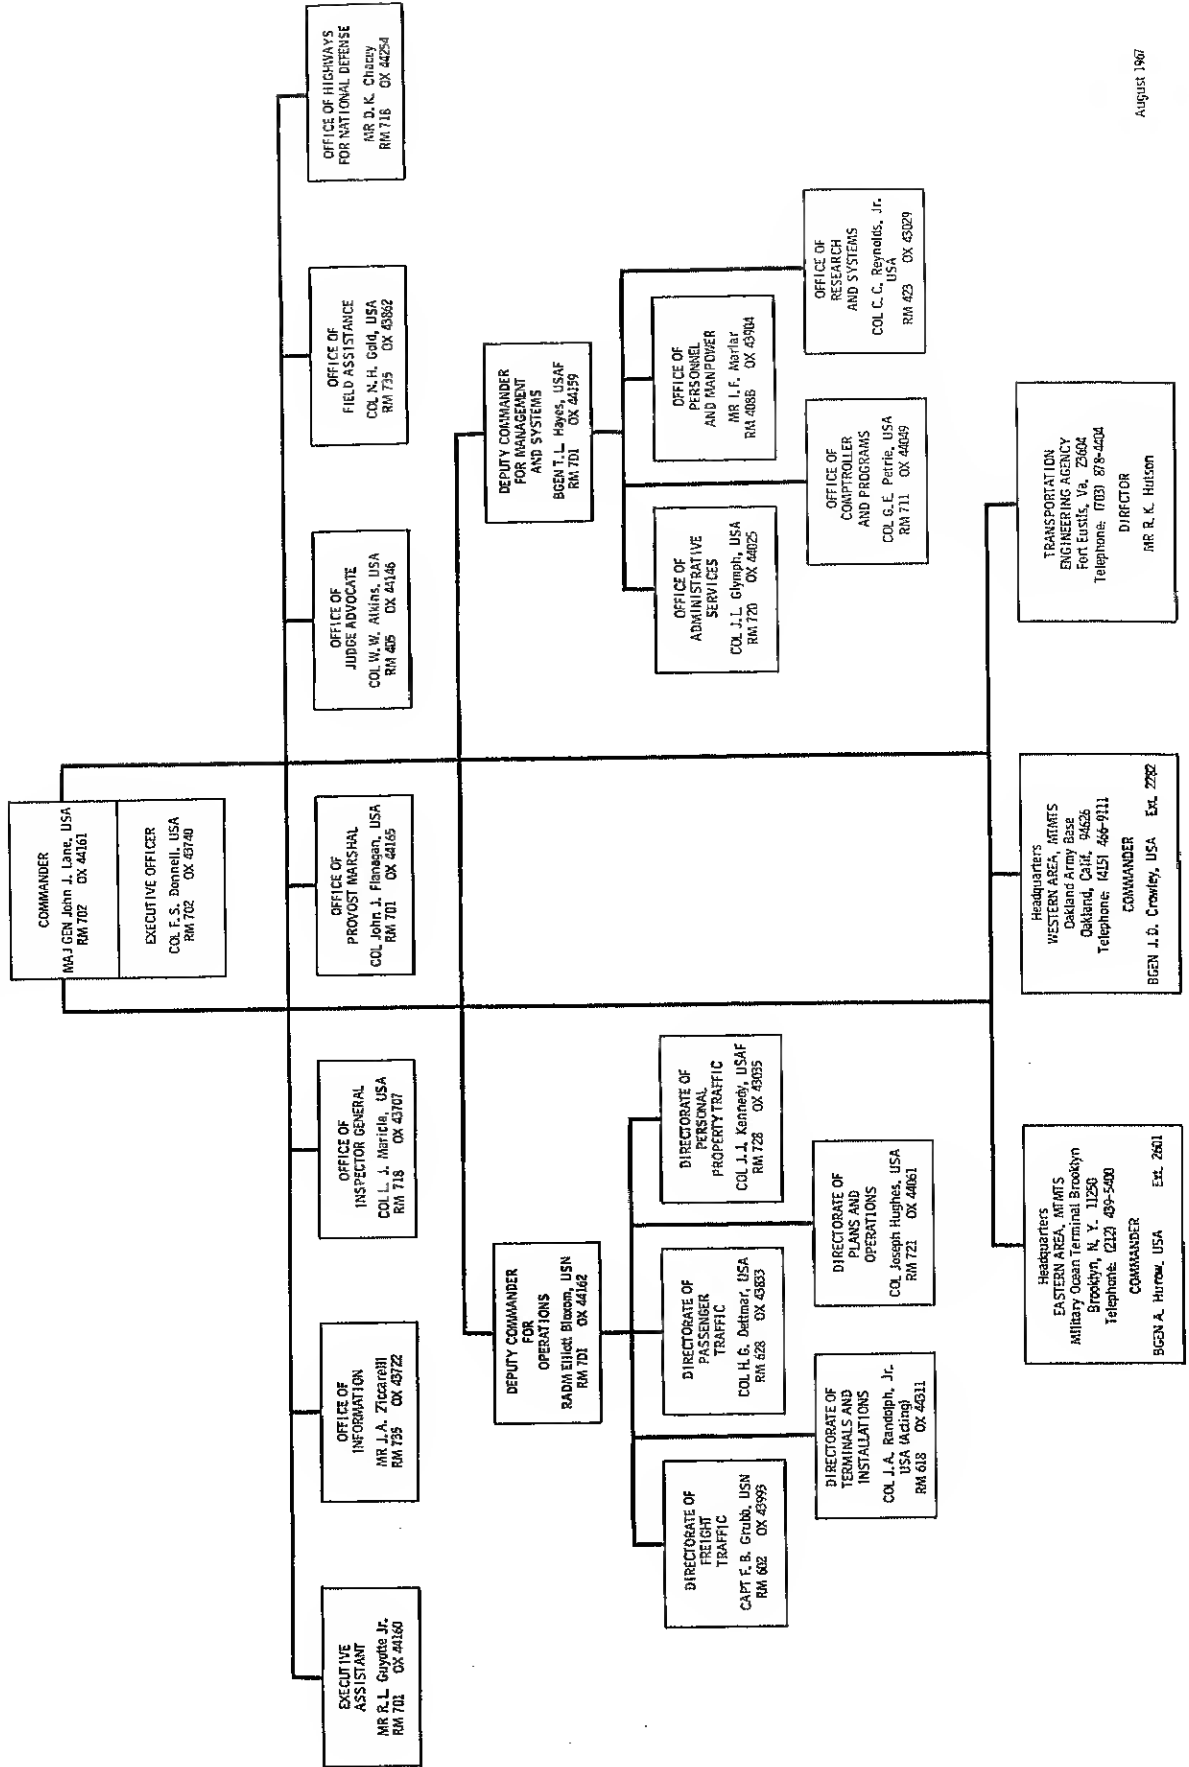 COMMANDER
MAJ GEN John J. Lane, USA
RM 702 OX 44161
EXECUTIVE OFFICER
COL F. S. Donnell, USA
RM 702 OX 43740
EXECUTIVE
ASSISTANT
MR R. L. Guyotte Jr.
RM 701 OX 44160
OFFICE OF
INFORMATION
MR J. A. Ziccarelli
RM 735 OX 43722
OFFICE OF
INSPECTOR GENERAL
COL L. J. Maricle, USA
RM 718 OX 43707
OFFICE OF
PROVOST MARSHAL
COL John J. Flanagan, USA
RM 701 OX 44165
OFFICE OF
JUDGE ADVOCATE
COL W. W. Atkins, USA
RM 405 OX 44146
OFFICE OF
FIELD ASSISTANCE
COL N. H. Gold, USA
RM 735 OX 43862
OFFICE OF HIGHWAYS
FOR NATIONAL DEFENSE
MR D. K. Chacey
RM 718 OX 44254
DEPUTY COMMANDER
FOR
OPERATIONS
RADM Elliott Bloxom, USN
RM 701 OX 44162
DEPUTY COMMANDER
FOR MANAGEMENT
AND SYSTEMS
BGEN T. L. Hayes, USAF
RM 701 OX 44159
DIRECTORATE OF
FREIGHT
TRAFFIC
CAPT F. B. Grubb, USN
RM 602 OX 43993
DIRECTORATE OF
PASSENGER
TRAFFIC
COL H. G. Dettmar, USA
RM 628 OX 43833
DIRECTORATE OF
PERSONAL
PROPERTY TRAFFIC
COL J. J. Kennedy, USAF
RM 728 OX 43035
OFFICE OF
ADMINISTRATIVE
SERVICES
COL J. L. Glymph, USA
RM 720 OX 44025
OFFICE OF
PERSONNEL
AND MANPOWER
MR I. F. Morlar
RM 408B OX 43904
DIRECTORATE OF
TERMINALS AND
INSTALLATIONS
COL J. A. Randolph, Jr.
USA (Acting)
RM 618 OX 44311
DIRECTORATE OF
PLANS AND
OPERATIONS
COL Joseph Hughes, USA
RM 721 OX 44061
OFFICE OF
COMPTROLLER
AND PROGRAMS
COL G. E. Petrie, USA
RM 711 OX 44049
OFFICE OF
RESEARCH
AND SYSTEMS
COL C. C. Reynolds, Jr.
USA
RM 423 OX 43029
Headquarters
EASTERN AREA, MTMTS
Military Ocean Terminal Brooklyn
Brooklyn, N. Y. 11250
Telephone: (212) 439-5400
COMMANDER
BGEN A. Hurow, USA Ext. 2601
Headquarters
WESTERN AREA, MTMTS
Oakland Army Base
Oakland, Calif. 94626
Telephone: (415) 466-9111
COMMANDER
BGEN J. D. Crowley, USA Ext. 2282
TRANSPORTATION
ENGINEERING AGENCY
Fort Eustis, Va. 23604
Telephone: (703) 878-4404
DIRECTOR
MR R. K. Hutson
August 1967